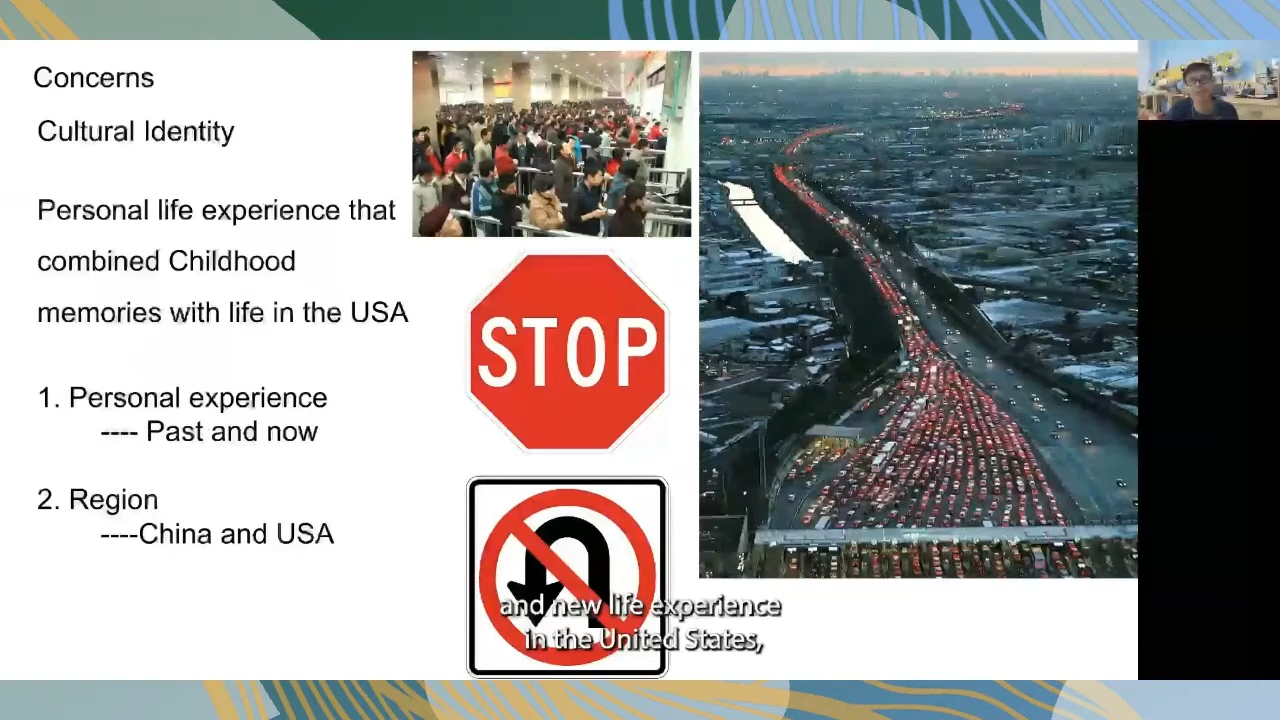 Concerns
Cultural Identity
Personal life experience that
combined Childhood
memories with life in the USA
1. Personal experience
---- Past and now
2. Region
----China and USA
STOP
and new life experience
in the United States,